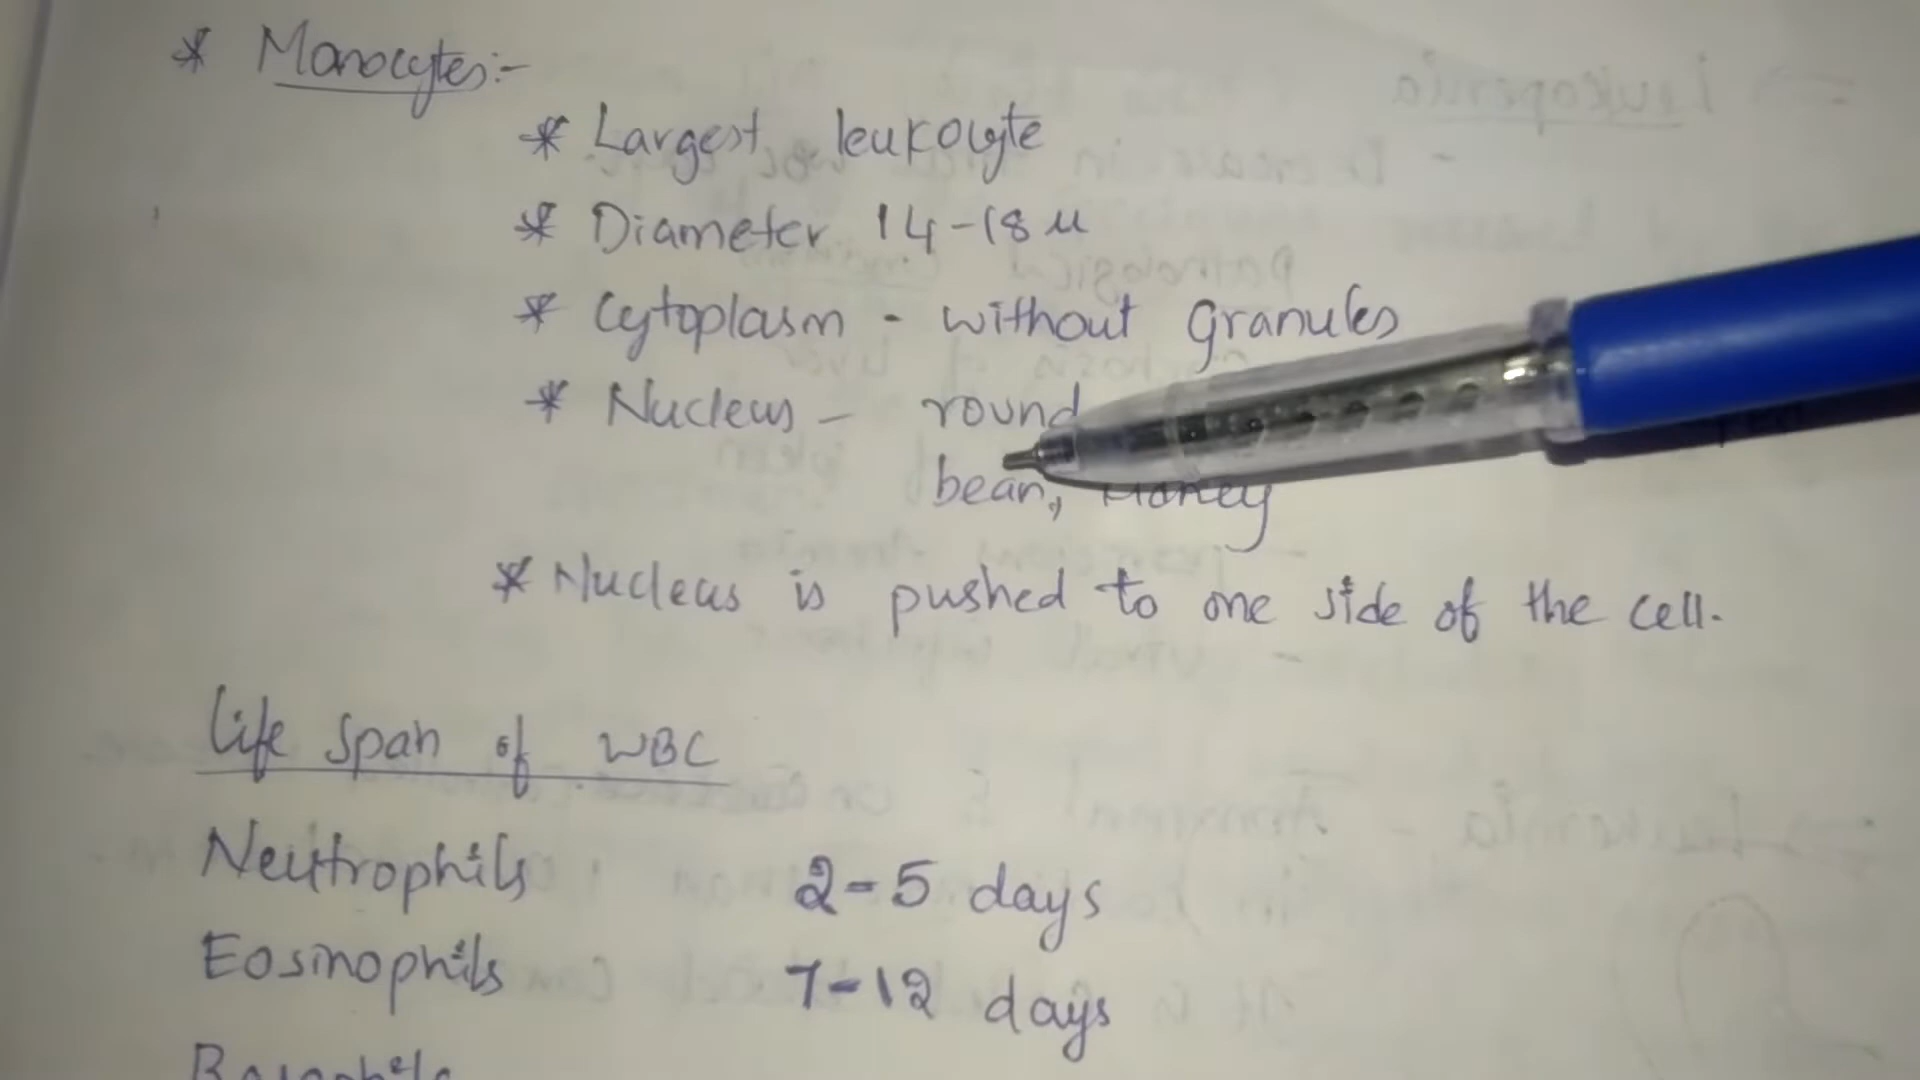 * Monocytes:-
* Largest leukocyte
* Diameter 14-18 µ
* Cytoplasm - without granules
* Nucleus - round
bean,
* Nucleus is pushed to one side of the cell.
Life span of WBC
Neutrophils 2-5 days
Eosinophils 7-12 days